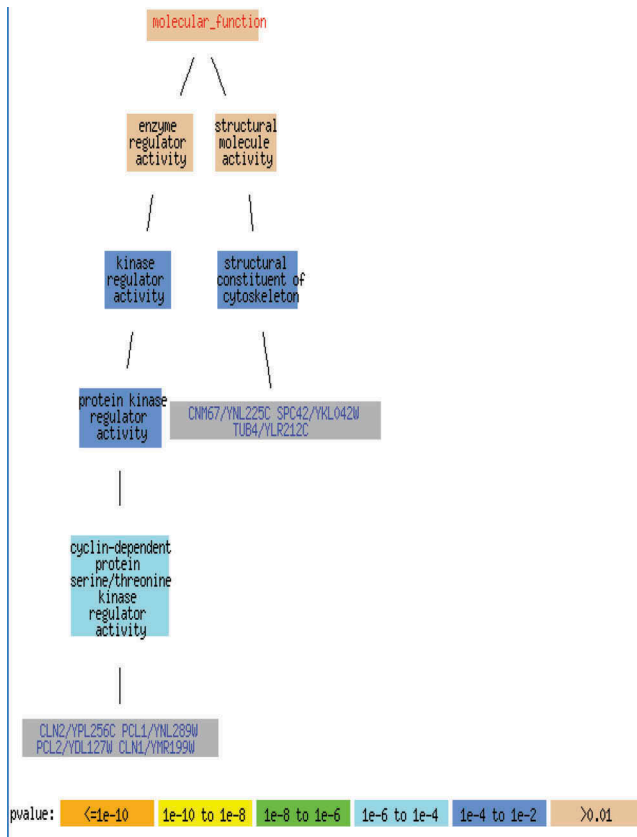 molecular_function
enzyme
regulator
activity
structural
molecule
activity
kinase
regulator
activity
structural
constituent of
cytoskeleton
protein kinase
regulator
activity
CNM67/YNL225C SPC42/YKL042W
TUB4/YLR212C
cyclin-dependent
protein
serine/threonine
kinase
regulator
activity
CLN2/YPL256C PCL1/YNL289W
PCL2/YDL127W CLN1/YMR199W
pvalue: <=1e-10 1e-10 to 1e-8 1e-8 to 1e-6 1e-6 to 1e-4 1e-4 to 1e-2 >0.01